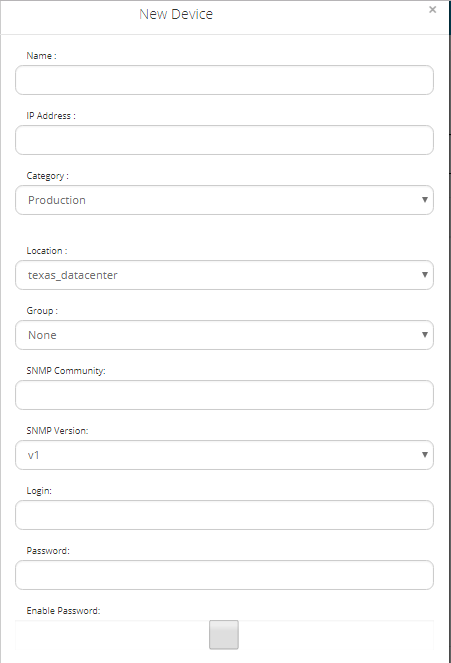 New Device
×
Name :
IP Address :
Category :
Production
Location :
texas_datacenter
Group :
None
SNMP Community:
SNMP Version:
v1
Login:
Password:
Enable Password: